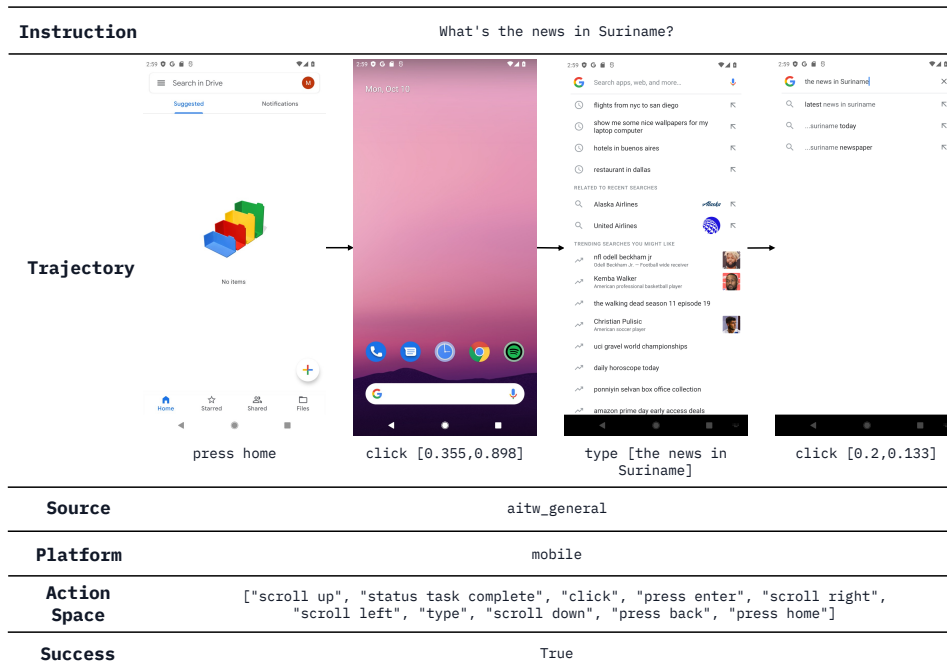 Instruction
What's the news in Suriname?
Trajectory
2:59
Search in Drive
M
Suggested Notifications
No items
Home Starred Shared Files
press home
2:59
Mon, Oct 10
click [0.355,0.898]
2:59
Search apps, web, and more...
flights from nyc to san diego
show me some nice wallpapers for my
laptop computer
hotels in buenos aires
restaurant in dallas
RELATED TO RECENT SEARCHES
Alaska Airlines
Alaska
United Airlines
TRENDING SEARCHES YOU MIGHT LIKE
nfl odell beckham jr
Odell Beckham Jr. — Football wide receiver
Kemba Walker
American professional basketball player
the walking dead season 11 episode 19
Christian Pulisic
American soccer player
uci gravel world championships
daily horoscope today
ponniyin selvan box office collection
amazon prime day early access deals
type [the news in
Suriname]
2:59
the news in Suriname
latest news in suriname
...suriname today
...suriname newspaper
click [0.2,0.133]
Source
aitw_general
Platform
mobile
Action
Space
["scroll up", "status task complete", "click", "press enter", "scroll right",
"scroll left", "type", "scroll down", "press back", "press home"]
Success
True